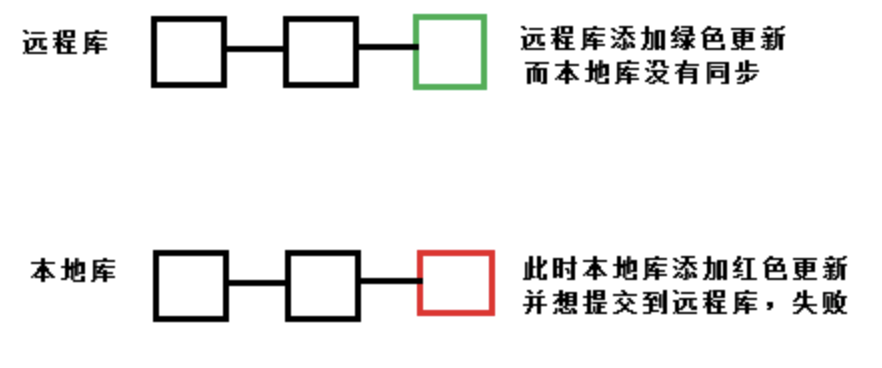 远程库
远程库添加绿色更新
而本地库没有同步
本地库
此时本地库添加红色更新
并想提交到远程库，失败